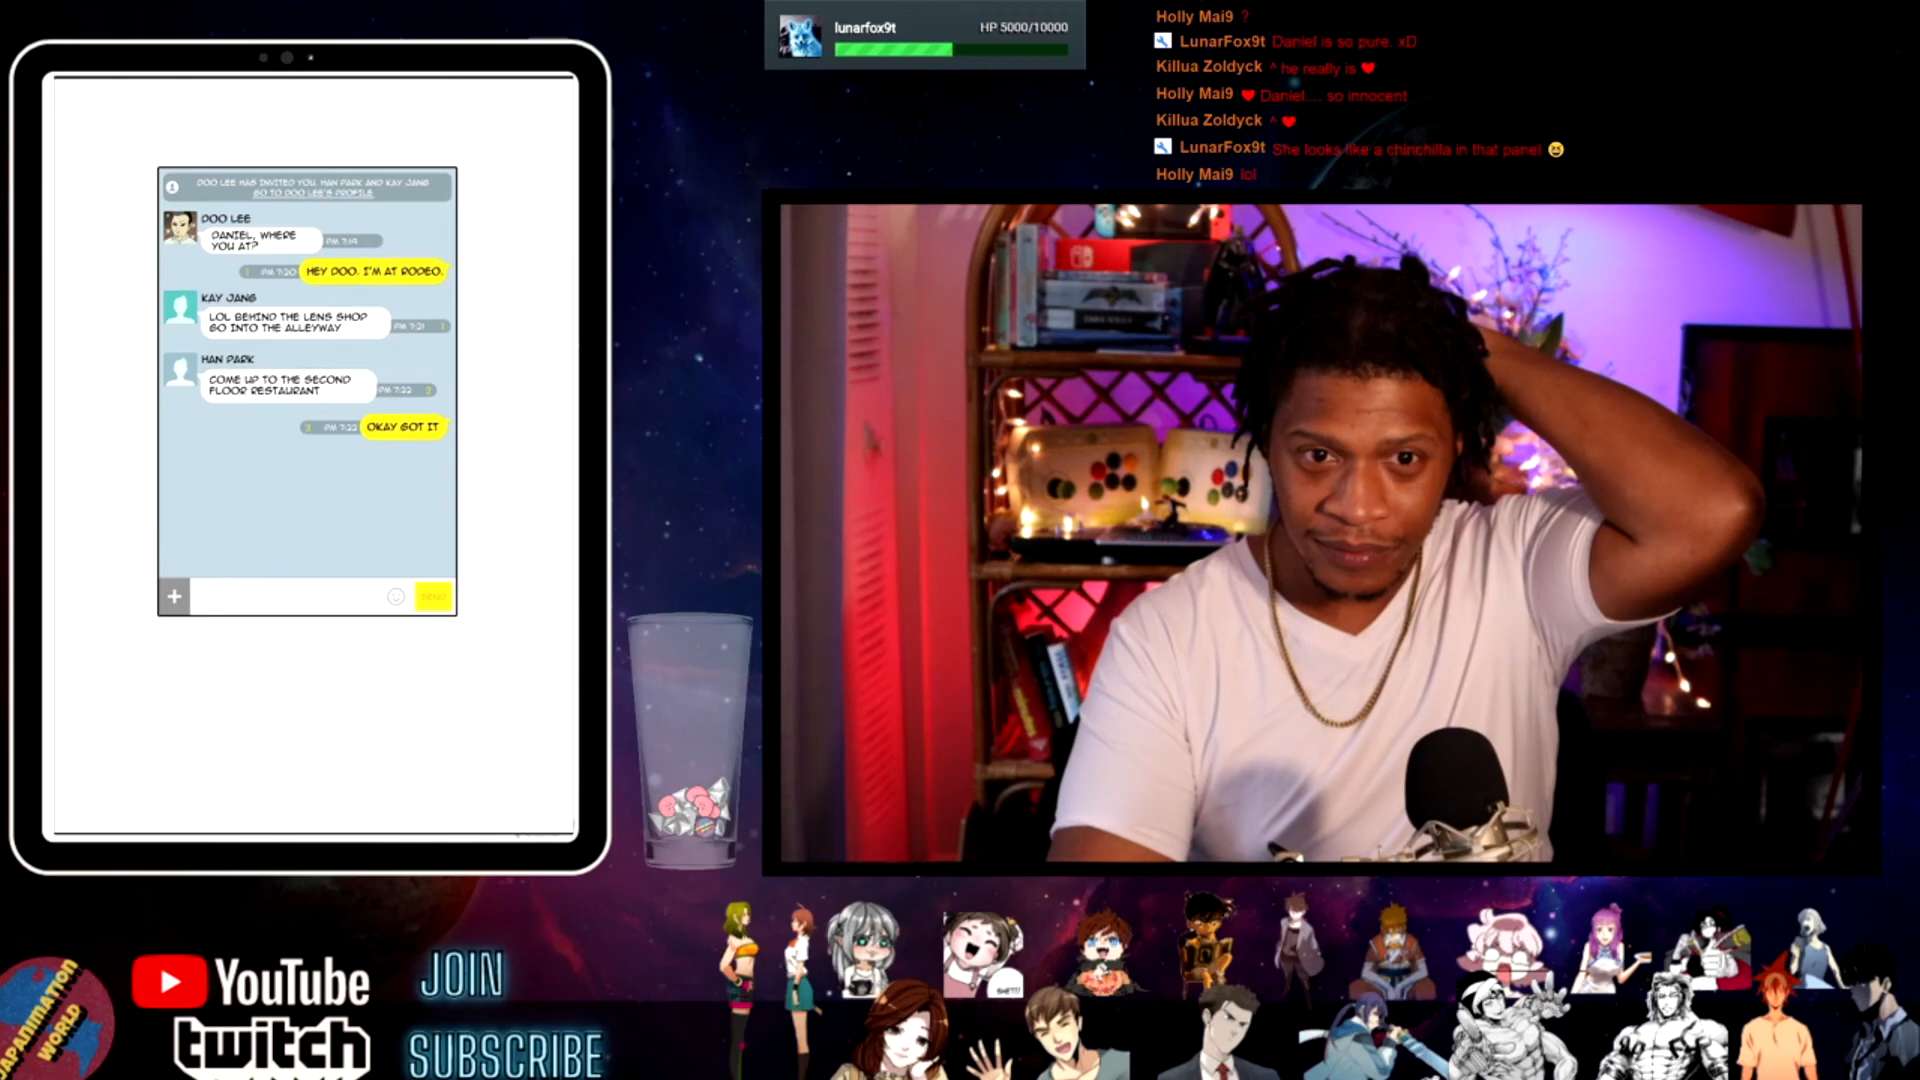 lunarfox9t
HP 5000/10000
Holly Mai9 ?
LunarFox9t Daniel is so pure. xD
Killua Zoldyck ^ he really is ❤
Holly Mai9 ❤ Daniel.... so innocent
Killua Zoldyck ^ ❤
LunarFox9t She looks like a chinchilla in that panel 😆
Holly Mai9 lol
DOO LEE HAS INVITED YOU, HAN PARK AND KAY JANG
GO TO DOO LEE'S PROFILE
DOO LEE
DANIEL, WHERE
YOU AT?
PM 7:19
1 PM 7:20
HEY DOO. I'M AT RODEO.
KAY JANG
LOL BEHIND THE LENS SHOP
GO INTO THE ALLEYWAY
PM 7:21 1
HAN PARK
COME UP TO THE SECOND
FLOOR RESTAURANT
PM 7:22 2
3 PM 7:22
OKAY GOT IT
SEND
JAPANIMATION
WORLD
YouTube
twitch
JOIN
SUBSCRIBE